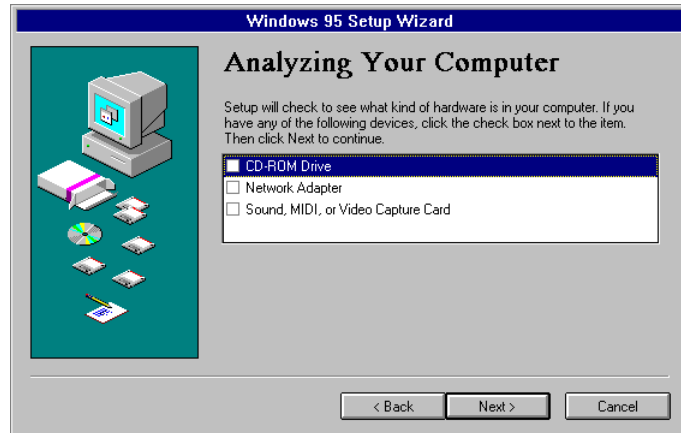 Windows 95 Setup Wizard
Analyzing Your Computer
Setup will check to see what kind of hardware is in your computer. If you
have any of the following devices, click the check box next to the item.
Then click Next to continue.
CD-ROM Drive
Network Adapter
Sound, MIDI, or Video Capture Card
< Back
Next >
Cancel